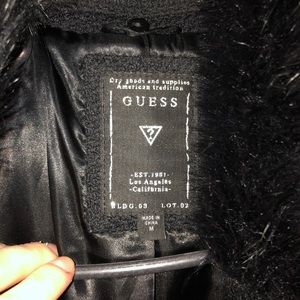 Dry goods and supplies
American tradition
GUESS
?
-EST.1981-
Los Angeles
-California-
BLDG.03 LOT.02
MADE IN
CHINA
M